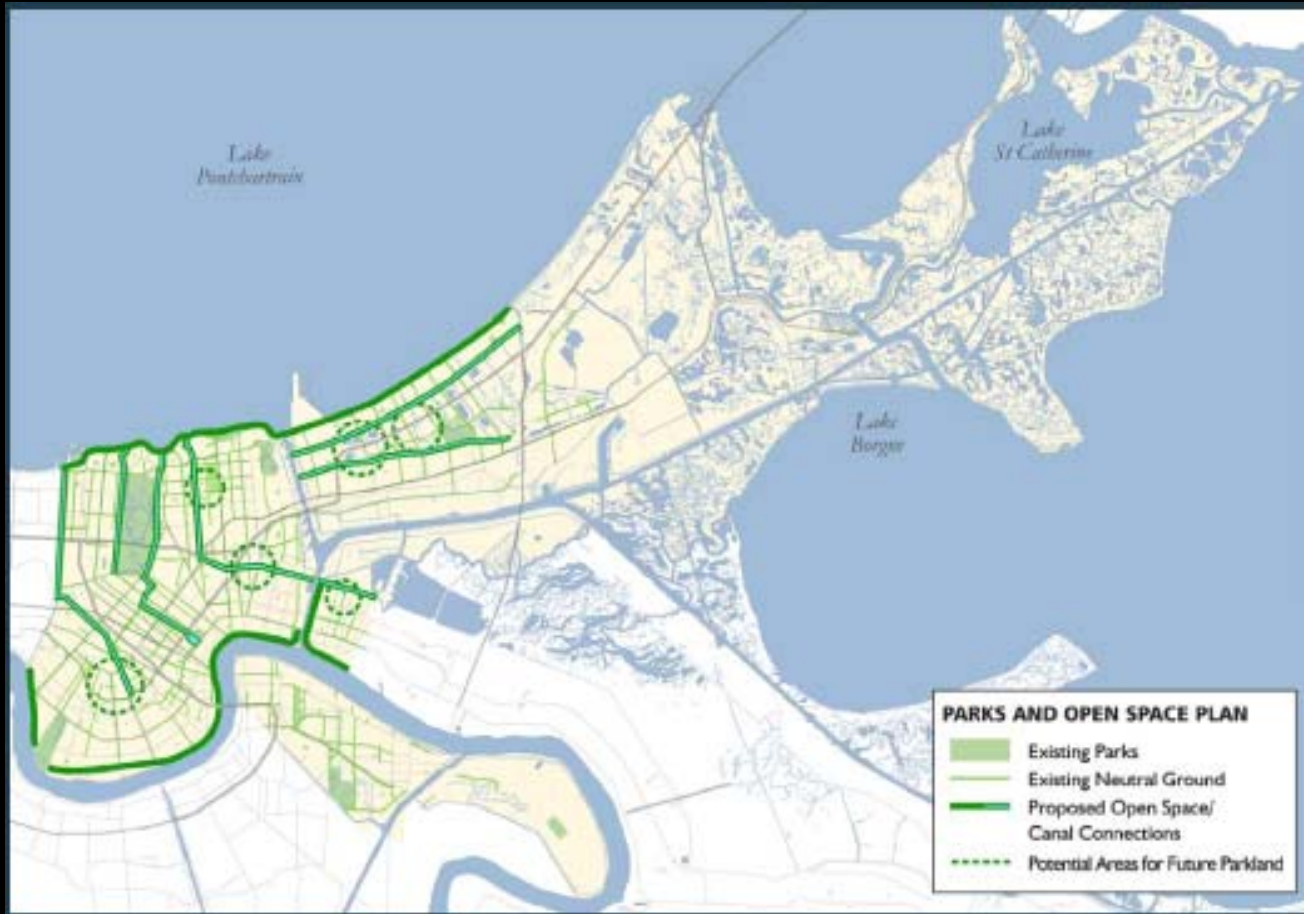 Lake
Pontchartrain
Lake
St Catherine
Lake
Borgne
PARKS AND OPEN SPACE PLAN
Existing Parks
Existing Neutral Ground
Proposed Open Space/
Canal Connections
Potential Areas for Future Parkland